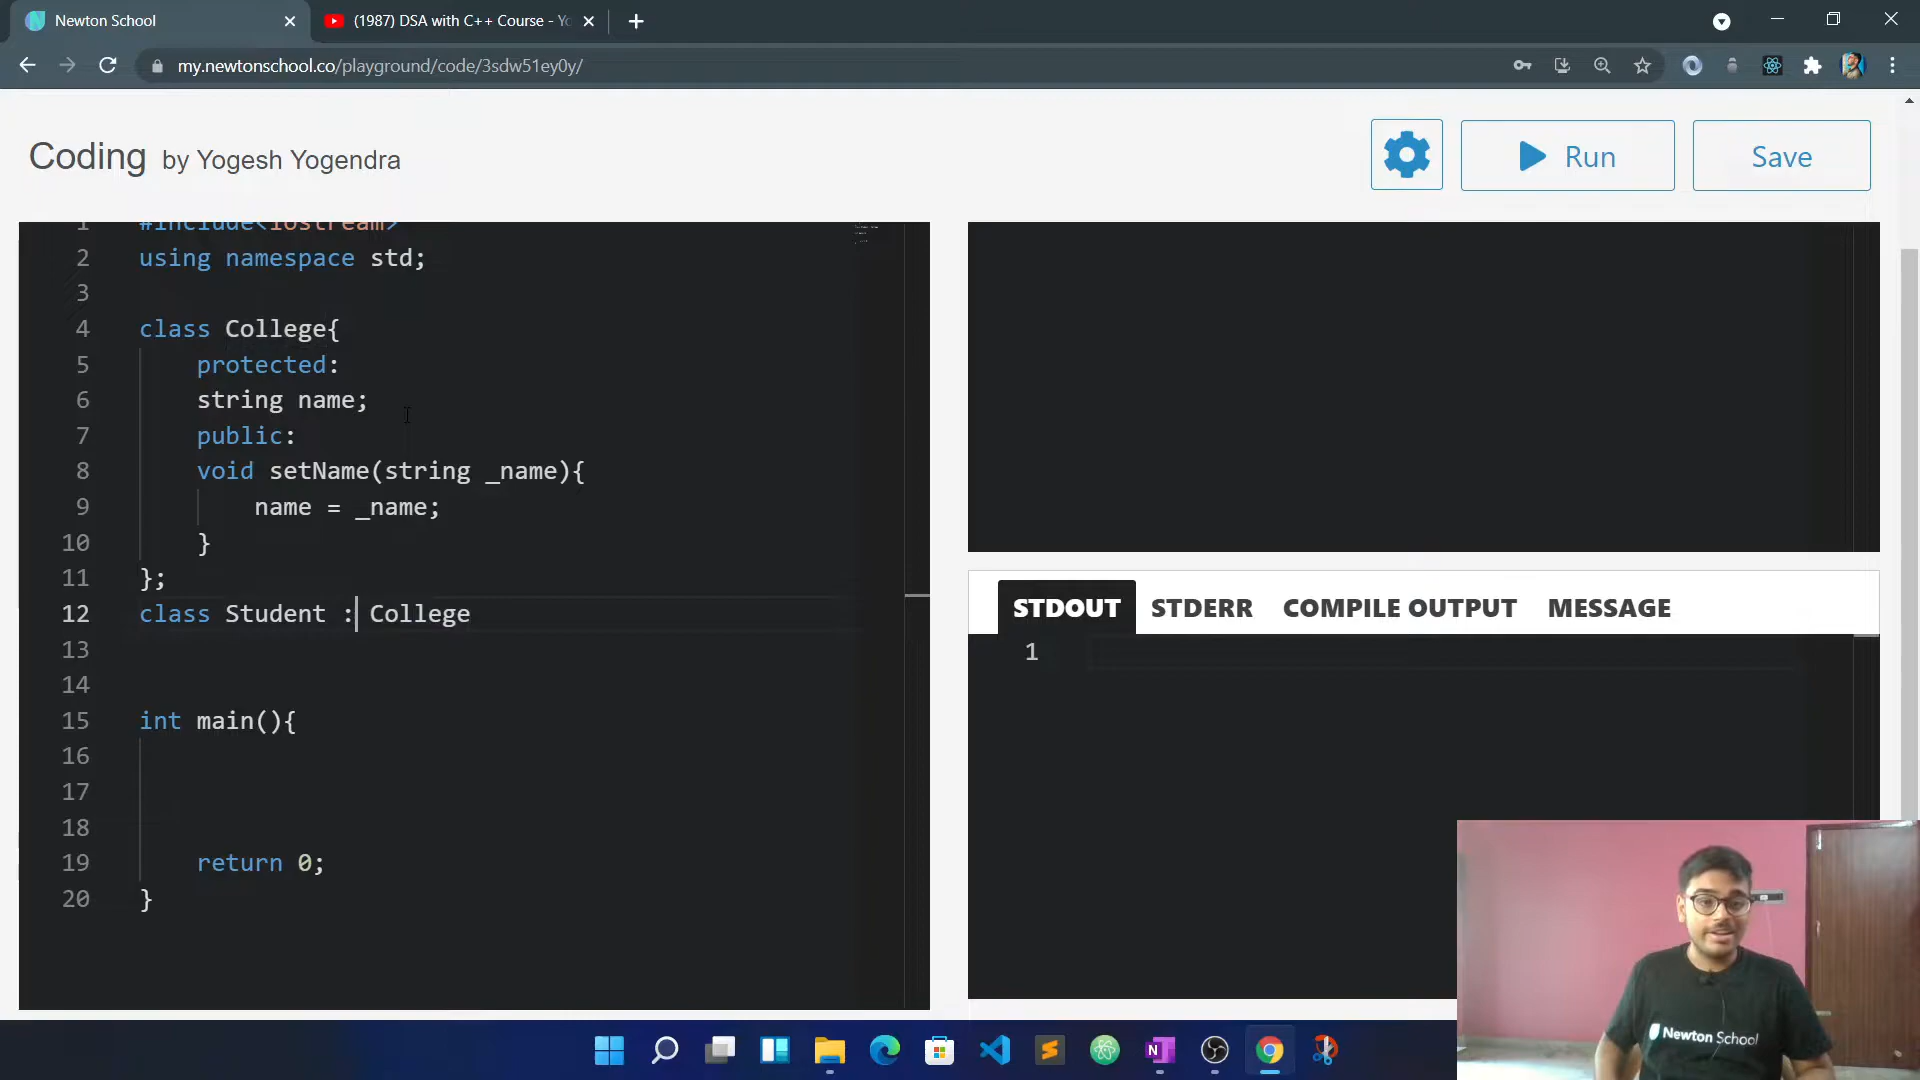 Newton School
(1987) DSA with C++ Course - Yo
my.newtonschool.co/playground/code/3sdw51ey0y/
Coding by Yogesh Yogendra
Run
Save
1 #include<iostream>
2 using namespace std;
3
4 class College{
5 protected:
6 string name;
7 public:
8 void setName(string _name){
9 name = _name;
10 }
11 };
12 class Student : College
13
14
15 int main(){
16
17
18
19 return 0;
20 }
STDOUT STDERR COMPILE OUTPUT MESSAGE
1
Newton School